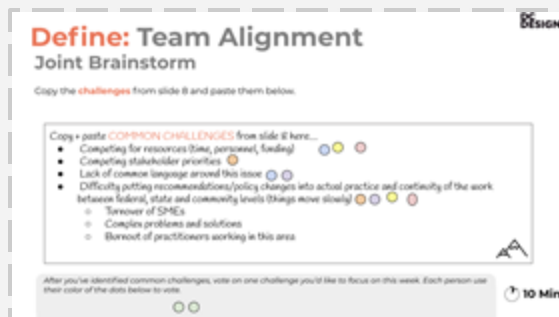 Define: Team Alignment
DC
DESIGN
Joint Brainstorm
Copy the challenges from slide 8 and paste them below.
Copy + paste COMMON CHALLENGES from slide 8 here...
● Competing for resources (time, personnel, funding)
● Competing stakeholder priorities
● Lack of common language around this issue
● Difficulty putting recommendations/policy changes into actual practice and continuity of the work
between federal, state and community levels (things move slowly)
○ Turnover of SMEs
○ Complex problems and solutions
○ Burnout of practitioners working in this area
After you've identified common challenges, vote on one challenge you'd like to focus on this week. Each person use
their color of the dots below to vote.
10 Min